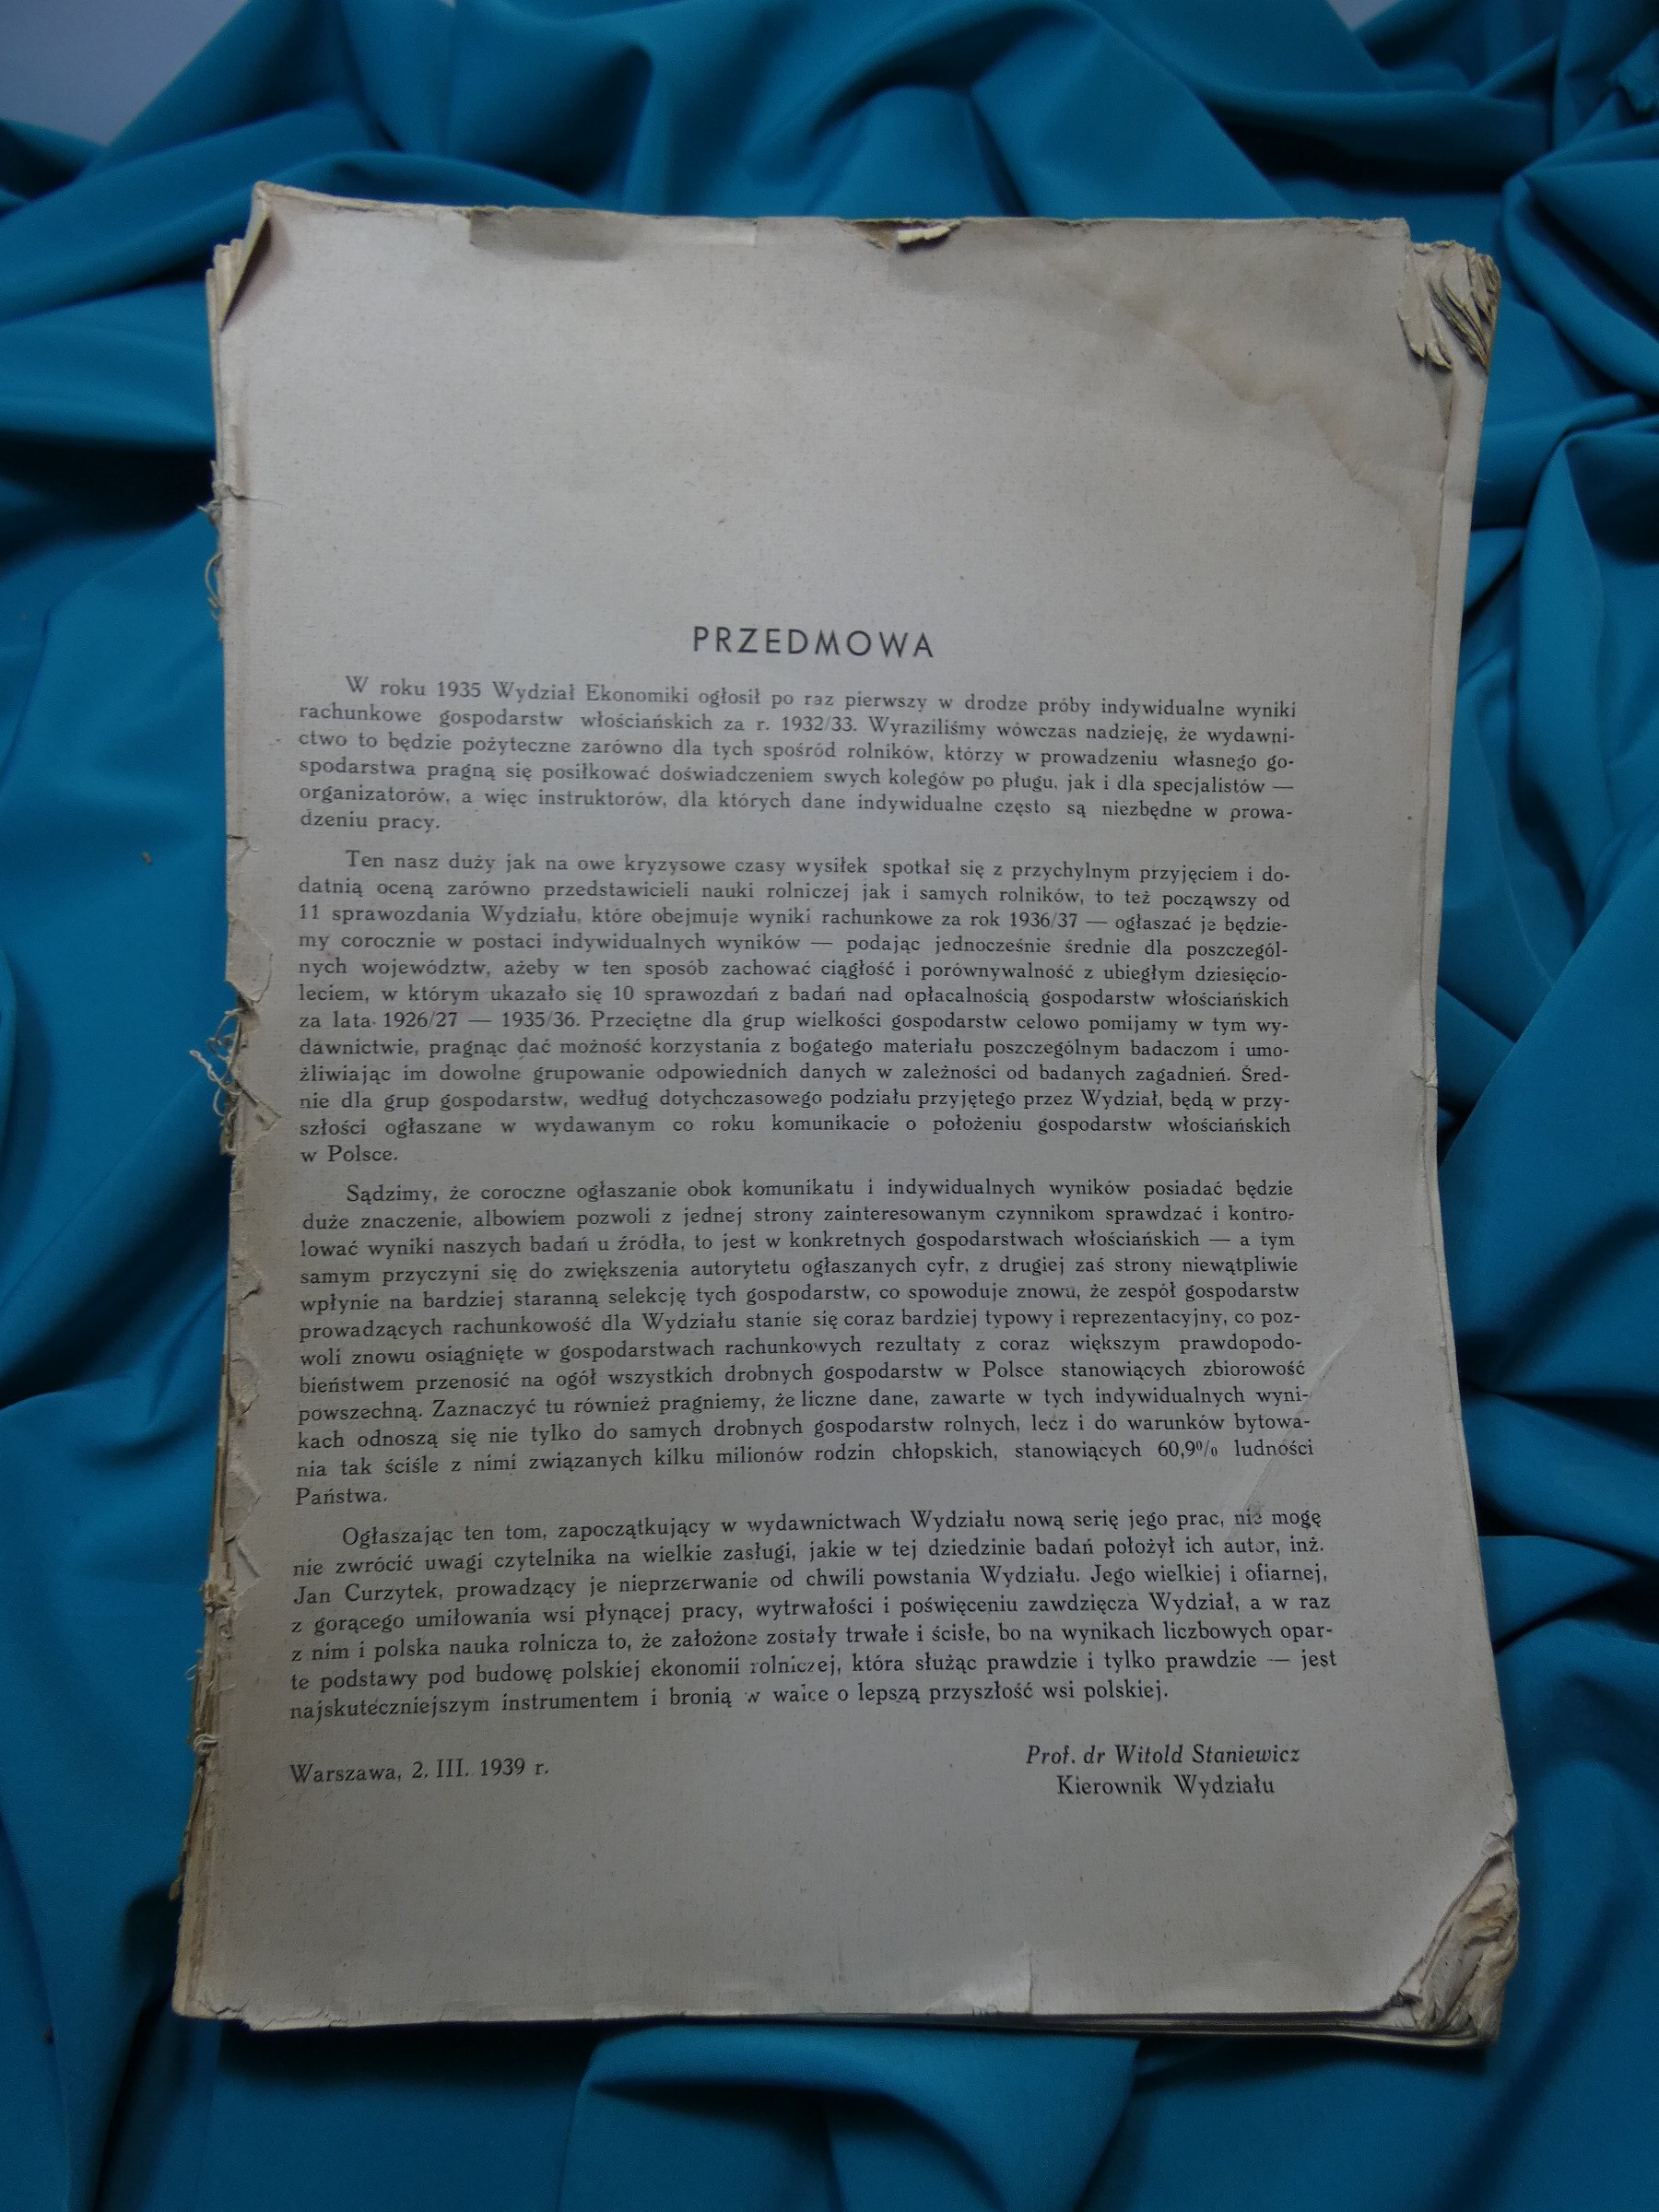 PRZEDMOWA
W roku 1935 Wydział Ekonomiki ogłosił po raz pierwszy w drodze próby indywidualne wyniki
rachunkowe gospodarstw włościańskich za r. 1932/33. Wyraziliśmy wówczas nadzieję, że wydawni-
ctwo to będzie pożyteczne zarówno dla tych spośród rolników, którzy w prowadzeniu własnego go-
spodarstwa pragną się posiłkować doświadczeniem swych kolegów po pługu, jak i dla specjalistów —
organizatorów, a więc instruktorów, dla których dane indywidualne często są niezbędne w prowa-
dzeniu pracy.
Ten nasz duży jak na owe kryzysowe czasy wysiłek spotkał się z przychylnym przyjęciem i do-
datnią oceną zarówno przedstawicieli nauki rolniczej jak i samych rolników, to też począwszy od
11 sprawozdania Wydziału, które obejmuje wyniki rachunkowe za rok 1936/37 — ogłaszać je będzie-
my corocznie w postaci indywidualnych wyników — podając jednocześnie średnie dla poszczegól-
nych województw, ażeby w ten sposób zachować ciągłość i porównywalność z ubiegłym dziesięcio-
leciem, w którym ukazało się 10 sprawozdań z badań nad opłacalnością gospodarstw włościańskich
za lata 1926/27 — 1935/36. Przeciętne dla grup wielkości gospodarstw celowo pomijamy w tym wy-
dawnictwie, pragnąc dać możność korzystania z bogatego materiału poszczególnym badaczom i umo-
żliwiając im dowolne grupowanie odpowiednich danych w zależności od badanych zagadnień. Śred-
nie dla grup gospodarstw, według dotychczasowego podziału przyjętego przez Wydział, będą w przy-
szłości ogłaszane w wydawanym co roku komunikacie o położeniu gospodarstw włościańskich
w Polsce.
Sądzimy, że coroczne ogłaszanie obok komunikatu i indywidualnych wyników posiadać będzie
duże znaczenie, albowiem pozwoli z jednej strony zainteresowanym czynnikom sprawdzać i kontro-
lować wyniki naszych badań u źródła, to jest w konkretnych gospodarstwach włościańskich — a tym
samym przyczyni się do zwiększenia autorytetu ogłaszanych cyfr, z drugiej zaś strony niewątpliwie
wpłynie na bardziej staranną selekcję tych gospodarstw, co spowoduje znowu, że zespół gospodarstw
prowadzących rachunkowość dla Wydziału stanie się coraz bardziej typowy i reprezentacyjny, co poz-
woli znowu osiągnięte w gospodarstwach rachunkowych rezultaty z coraz większym prawdopodo-
bieństwem przenosić na ogół wszystkich drobnych gospodarstw w Polsce stanowiących zbiorowość
powszechną. Zaznaczyć tu również pragniemy, że liczne dane, zawarte w tych indywidualnych wyni-
kach odnoszą się nie tylko do samych drobnych gospodarstw rolnych, lecz i do warunków bytowa-
nia tak ściśle z nimi związanych kilku milionów rodzin chłopskich, stanowiących 60,9% ludności
Państwa.
Ogłaszając ten tom, zapoczątkujący w wydawnictwach Wydziału nową serię jego prac, nie mogę
nie zwrócić uwagi czytelnika na wielkie zasługi, jakie w tej dziedzinie badań położył ich autor, inż.
Jan Curzytek, prowadzący je nieprzerwanie od chwili powstania Wydziału. Jego wielkiej i ofiarnej,
z gorącego umiłowania wsi płynącej pracy, wytrwałości i poświęceniu zawdzięcza Wydział, a w raz
z nim i polska nauka rolnicza to, że założone zostały trwałe i ścisłe, bo na wynikach liczbowych opar-
te podstawy pod budowę polskiej ekonomii rolniczej, która służąc prawdzie i tylko prawdzie — jest
najskuteczniejszym instrumentem i bronią w walce o lepszą przyszłość wsi polskiej.
Warszawa, 2. III. 1939 r.
Prof. dr Witold Staniewicz
Kierownik Wydziału